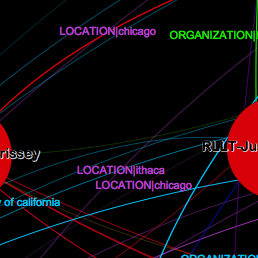 LOCATION|chicago
ORGANIZATION|
rissey
RLLT-Ju
LOCATION|ithaca
LOCATION|chicago
y of california
ORGANIZATION